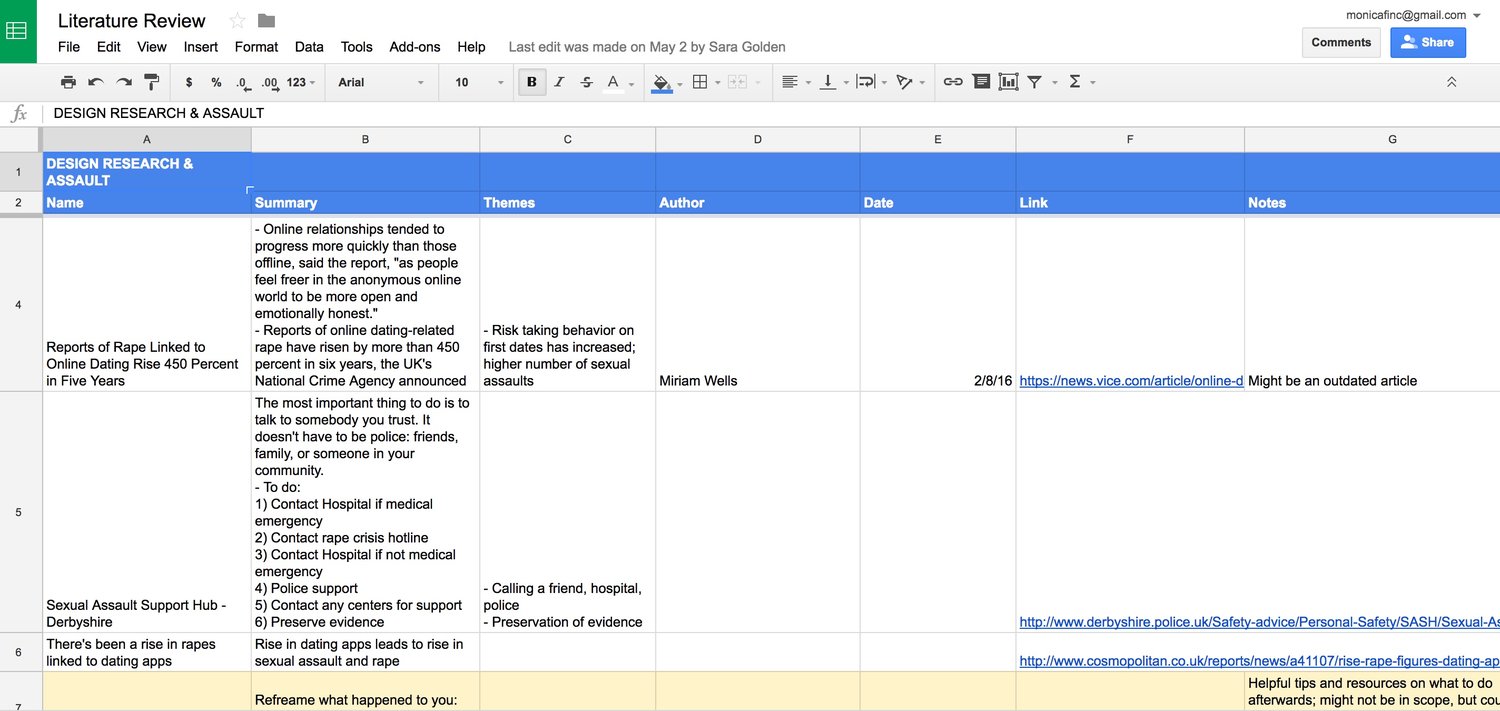 Literature Review
monicafinc@gmail.com
File Edit View Insert Format Data Tools Add-ons Help Last edit was made on May 2 by Sara Golden
Comments Share
$ % .0 .00 123 Arial 10 B I S A Σ
fx DESIGN RESEARCH & ASSAULT
A B C D E F G
1
DESIGN RESEARCH &
ASSAULT
2 Name Summary Themes Author Date Link Notes
4
Reports of Rape Linked to
Online Dating Rise 450 Percent
in Five Years
- Online relationships tended to
progress more quickly than those
offline, said the report, "as people
feel freer in the anonymous online
world to be more open and
emotionally honest."
- Reports of online dating-related
rape have risen by more than 450
percent in six years, the UK's
National Crime Agency announced
- Risk taking behavior on
first dates has increased;
higher number of sexual
assaults
Miriam Wells
2/8/16
https://news.vice.com/article/online-d
Might be an outdated article
5
Sexual Assault Support Hub -
Derbyshire
The most important thing to do is to
talk to somebody you trust. It
doesn't have to be police: friends,
family, or someone in your
community.
- To do:
1) Contact Hospital if medical
emergency
2) Contact rape crisis hotline
3) Contact Hospital if not medical
emergency
4) Police support
5) Contact any centers for support
6) Preserve evidence
- Calling a friend, hospital,
police
- Preservation of evidence
http://www.derbyshire.police.uk/Safety-advice/Personal-Safety/SASH/Sexual-As
6
There's been a rise in rapes
linked to dating apps
Rise in dating apps leads to rise in
sexual assault and rape
http://www.cosmopolitan.co.uk/reports/news/a41107/rise-rape-figures-dating-ap
7
Refreame what happened to you:
Helpful tips and resources on what to do
afterwards; might not be in scope, but cou